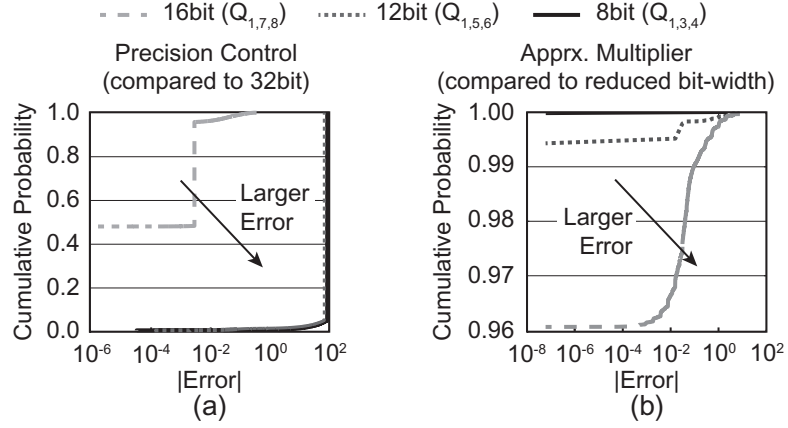 16bit (Q1,7,8) 12bit (Q1,5,6) 8bit (Q1,3,4)
Precision Control
(compared to 32bit)
Apprx. Multiplier
(compared to reduced bit-width)
Cumulative Probability
1.0
0.8
0.6
0.4
0.2
0.0
Larger
Error
10-6 10-4 10-2 100 102
|Error|
(a)
Cumulative Probability
1.00
0.99
0.98
0.97
0.96
Larger
Error
10-8 10-6 10-4 10-2 100 102
|Error|
(b)